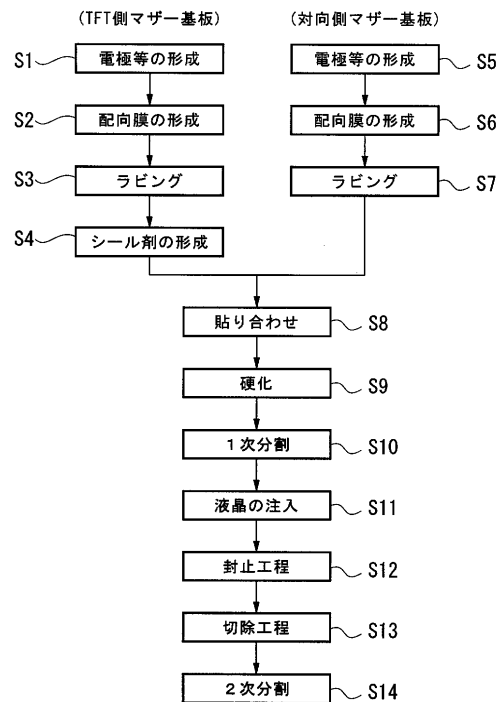 (TFT側マザー基板)
(対向側マザー基板)
S1
電極等の形成
S2
配向膜の形成
S3
ラビング
S4
シール剤の形成
電極等の形成
S5
配向膜の形成
S6
ラビング
S7
貼り合わせ
S8
硬化
S9
1次分割
S10
液晶の注入
S11
封止工程
S12
切除工程
S13
2次分割
S14